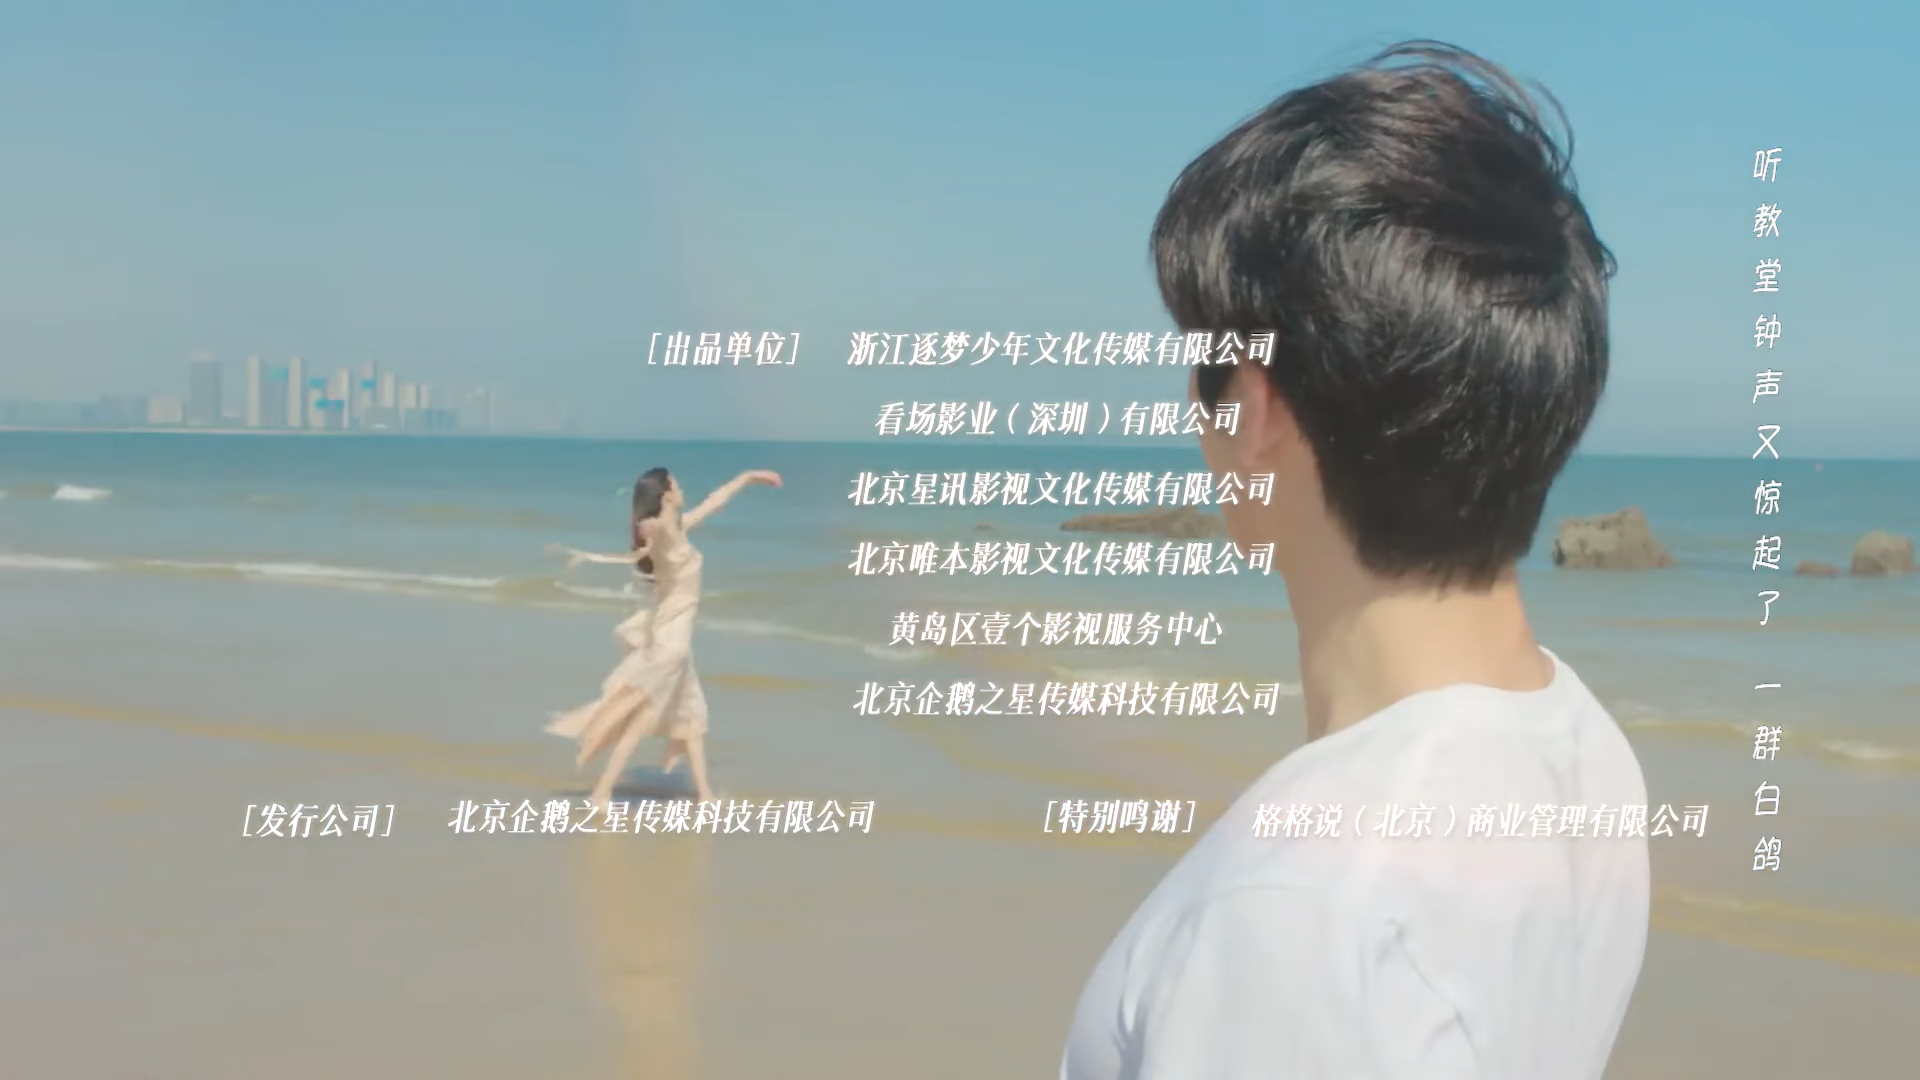 [出品单位] 浙江逐梦少年文化传媒有限公司
看场影业（深圳）有限公司
北京星讯影视文化传媒有限公司
北京唯本影视文化传媒有限公司
黄岛区壹个影视服务中心
北京企鹅之星传媒科技有限公司
[发行公司] 北京企鹅之星传媒科技有限公司
[特别鸣谢] 格格说（北京）商业管理有限公司
听教堂钟声又惊起了 一群白鸽